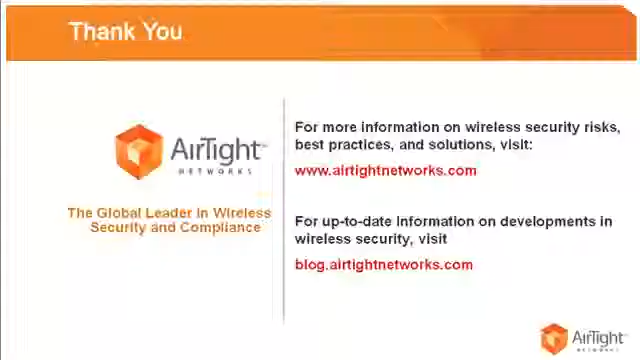 Thank You
AirTight™
NETWORKS
The Global Leader in Wireless
Security and Compliance
For more information on wireless security risks,
best practices, and solutions, visit:
www.airtightnetworks.com
For up-to-date information on developments in
wireless security, visit
blog.airtightnetworks.com
AirTight
NETWORKS